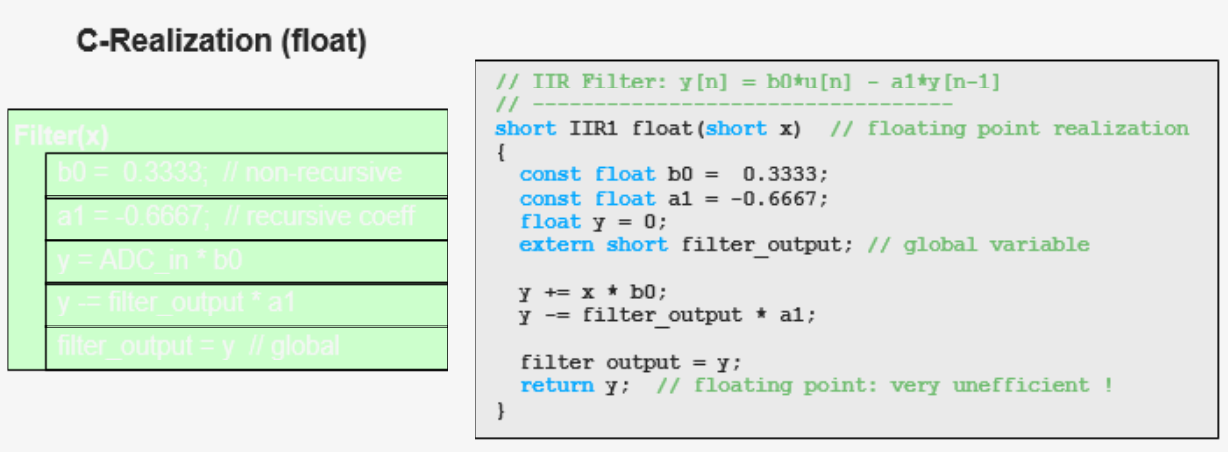 C-Realization (float)
Filter(x)
b0 = 0.3333; // non-recursive
a1 = -0.6667; // recursive coeff
y = ADC_in * b0
y -= filter_output * a1
filter_output = y // global
// IIR Filter: y[n] = b0*u[n] - a1*y[n-1]
// -----------------------------------
short IIR1 float(short x) // floating point realization
{
const float b0 = 0.3333;
const float a1 = -0.6667;
float y = 0;
extern short filter_output; // global variable
y += x * b0;
y -= filter_output * a1;
filter output = y;
return y; // floating point: very unefficient !
}